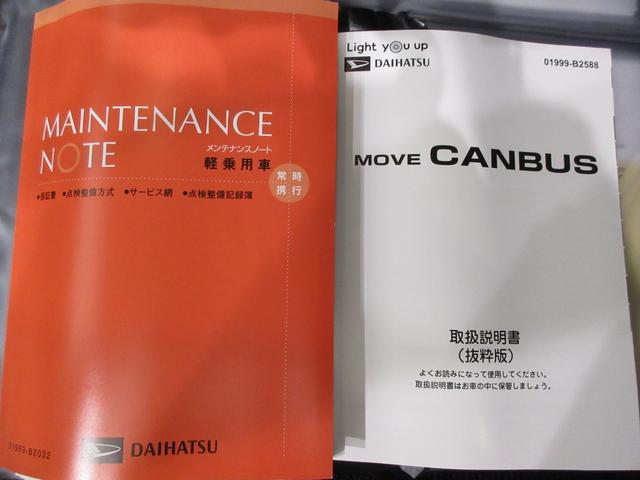 MAINTENANCE
NOTE
メンテナンスノート
軽乗用車
常時
携行
•保証書 •点検整備方式 •サービス網 •点検整備記録簿
01999-BZ032
DAIHATSU
Light you up
DAIHATSU
01999-B2588
MOVE CANBUS
取扱説明書
(抜粋版)
よくお読みになって使用してください。
取扱説明書はお車の中に保管しましょう。